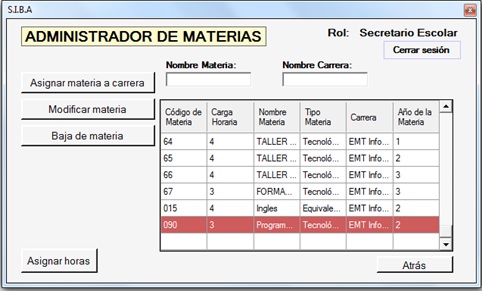 S.I.B.A
ADMINISTRADOR DE MATERIAS
Rol: Secretario Escolar
Cerrar sesión
Nombre Materia:
Nombre Carrera:
Asignar materia a carrera
Modificar materia
Baja de materia
Código de Materia Carga Horaria Nombre Materia Tipo Materia Carrera Año de la Materia
64 4 TALLER ... Tecnoló... EMT Info... 1
65 4 TALLER ... Tecnoló... EMT Info... 2
66 4 TALLER ... Tecnoló... EMT Info... 3
67 3 FORMA... Tecnoló... EMT Info... 3
015 4 Ingles Equivale... EMT Info... 2
090 3 Program... Tecnoló... EMT Info... 2
Asignar horas
Atrás